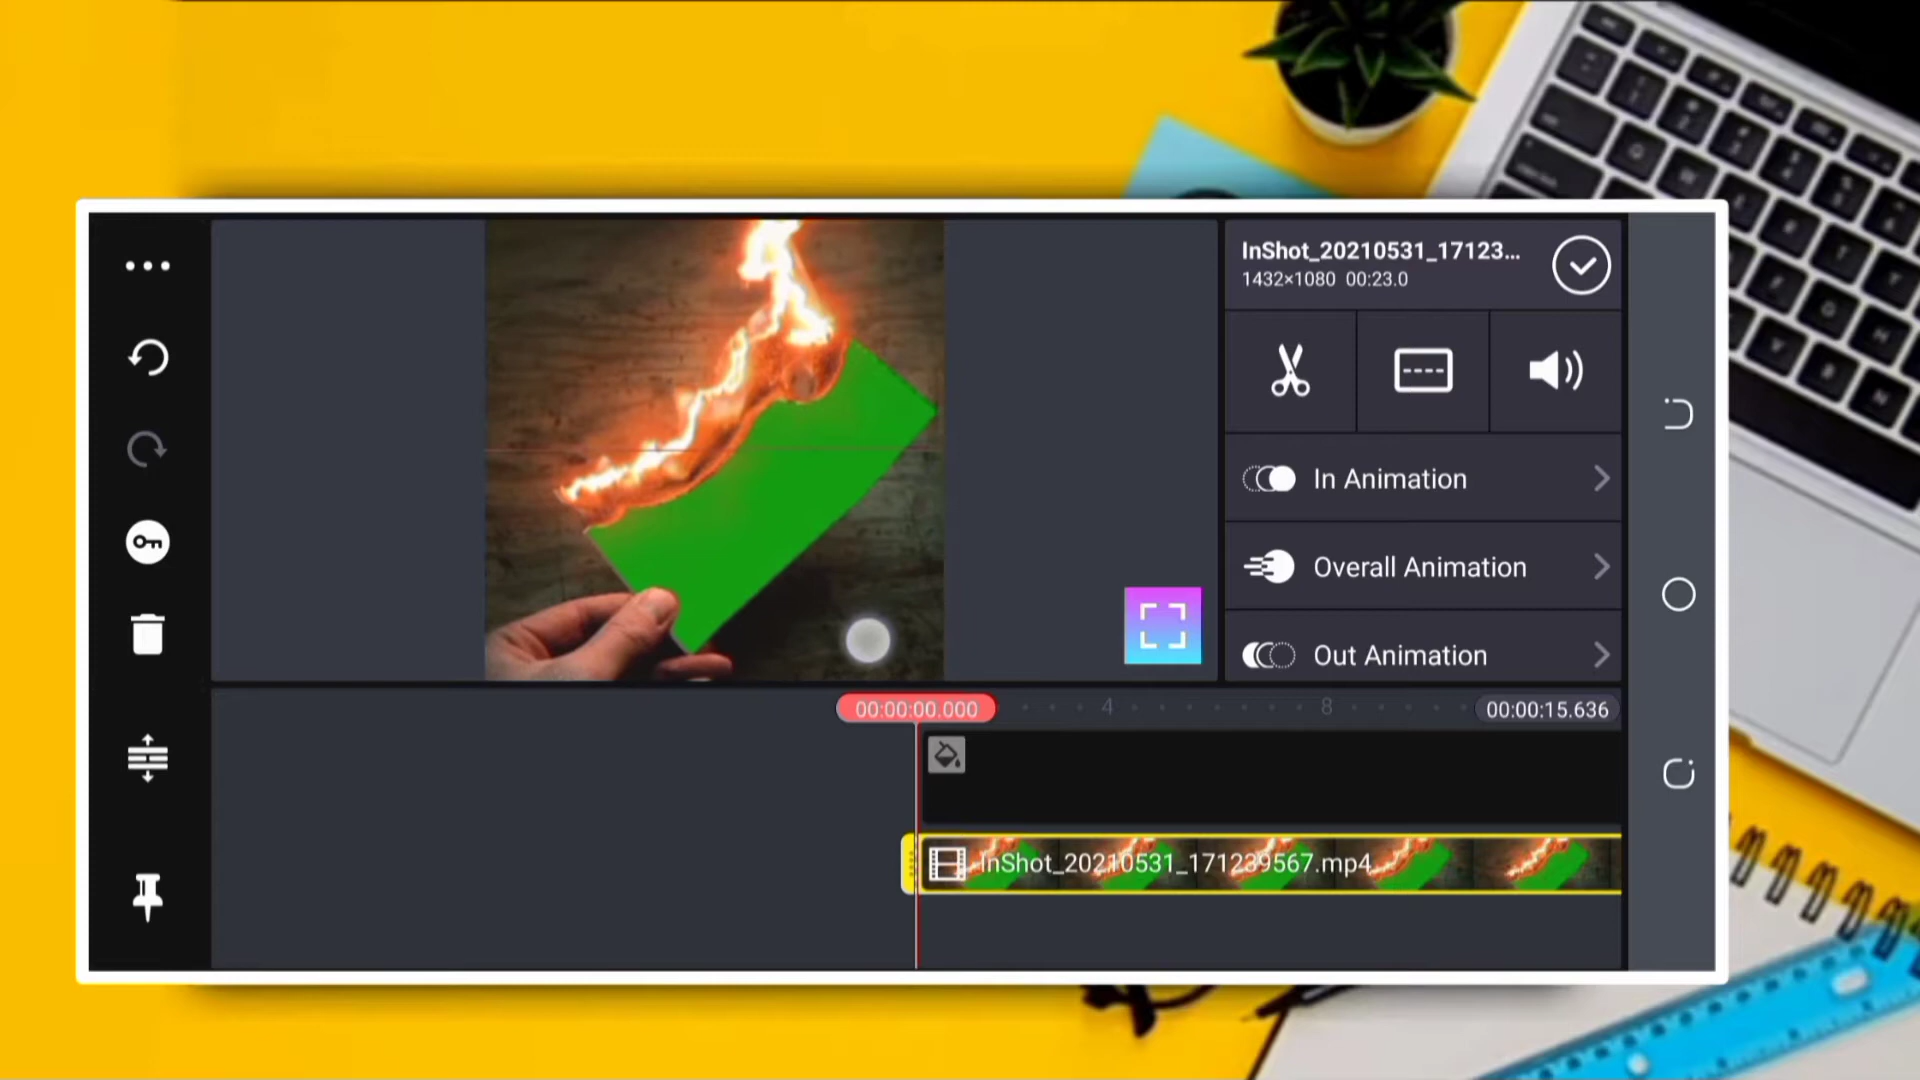 InShot_20210531_17123...
1432×1080 00:23.0
In Animation
Overall Animation
Out Animation
00:00:00.000
4
8
00:00:15.636
InShot_20210531_171239567.mp4